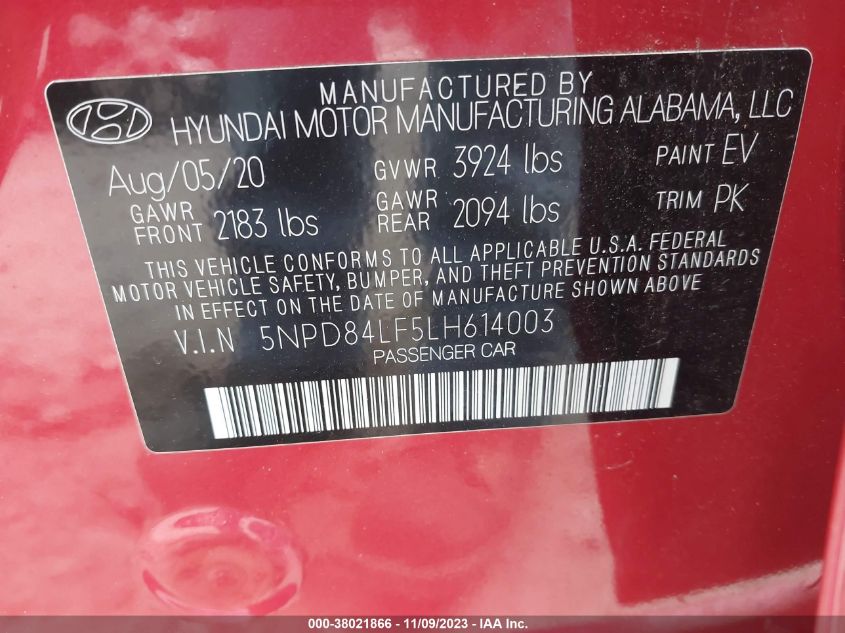 MANUFACTURED BY
HYUNDAI MOTOR MANUFACTURING ALABAMA, LLC
Aug/05/20 GVWR 3924 lbs PAINT EV
GAWR FRONT 2183 lbs GAWR REAR 2094 lbs TRIM PK
THIS VEHICLE CONFORMS TO ALL APPLICABLE U.S.A. FEDERAL
MOTOR VEHICLE SAFETY, BUMPER, AND THEFT PREVENTION STANDARDS
IN EFFECT ON THE DATE OF MANUFACTURE SHOWN ABOVE
V.I.N 5NPD84LF5LH614003
PASSENGER CAR
000-38021866 - 11/09/2023 - IAA Inc.